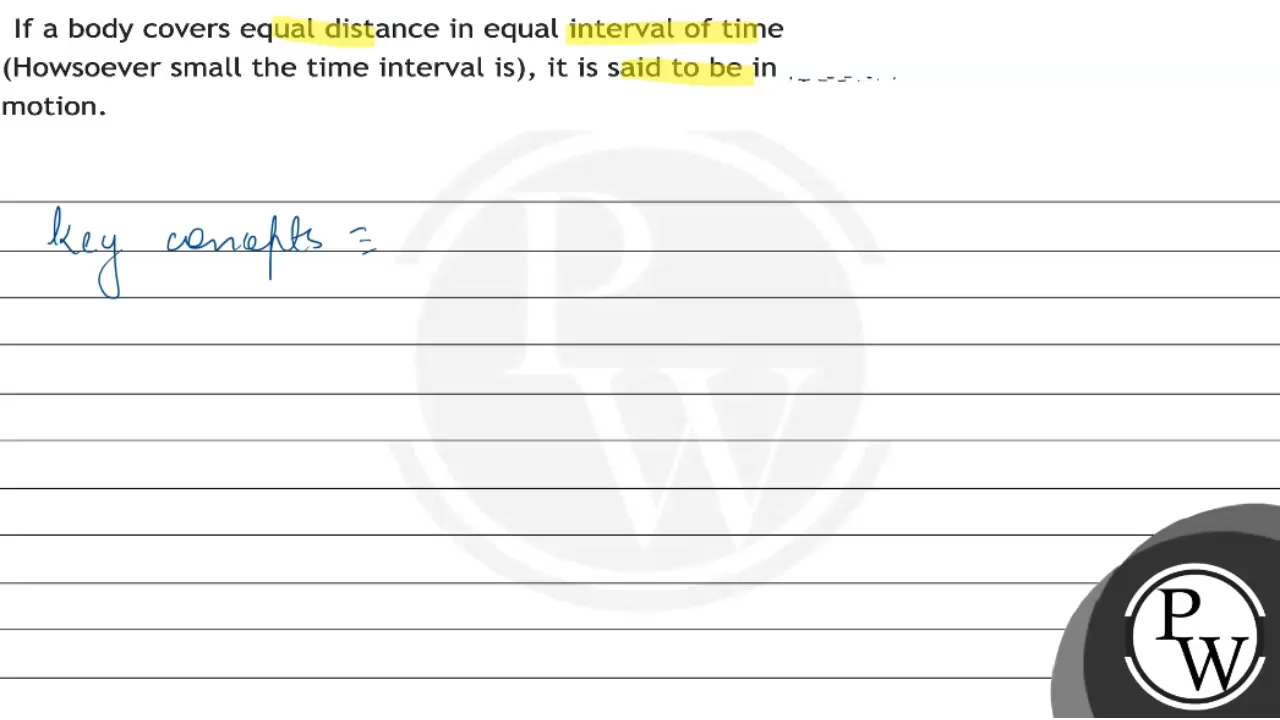 If a body covers equal distance in equal interval of time
(Howsoever small the time interval is), it is said to be in
motion.
key concepts =
P
W
P
W